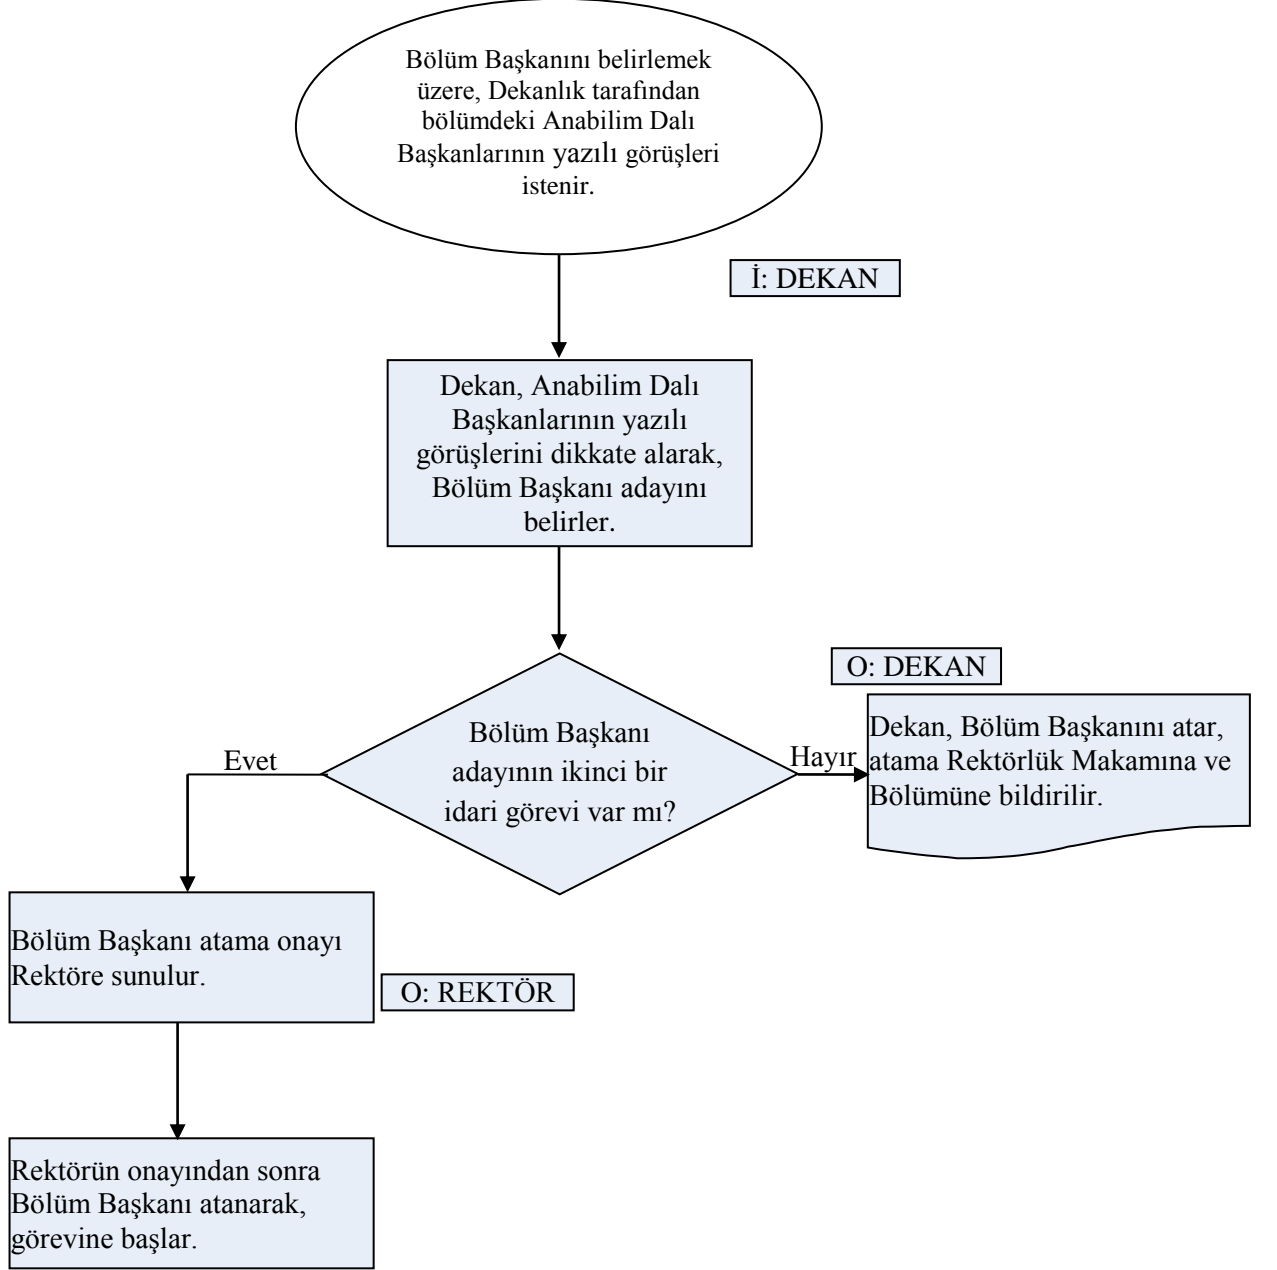 Bölüm Başkanını belirlemek
üzere, Dekanlık tarafından
bölümdeki Anabilim Dalı
Başkanlarının yazılı görüşleri
istenir.
İ: DEKAN
Dekan, Anabilim Dalı
Başkanlarının yazılı
görüşlerini dikkate alarak,
Bölüm Başkanı adayını
belirler.
O: DEKAN
Bölüm Başkanı
adayının ikinci bir
idari görevi var mı?
Evet
Hayır
Dekan, Bölüm Başkanını atar,
atama Rektörlük Makamına ve
Bölümüne bildirilir.
Bölüm Başkanı atama onayı
Rektöre sunulur.
O: REKTÖR
Rektörün onayından sonra
Bölüm Başkanı atanarak,
görevine başlar.